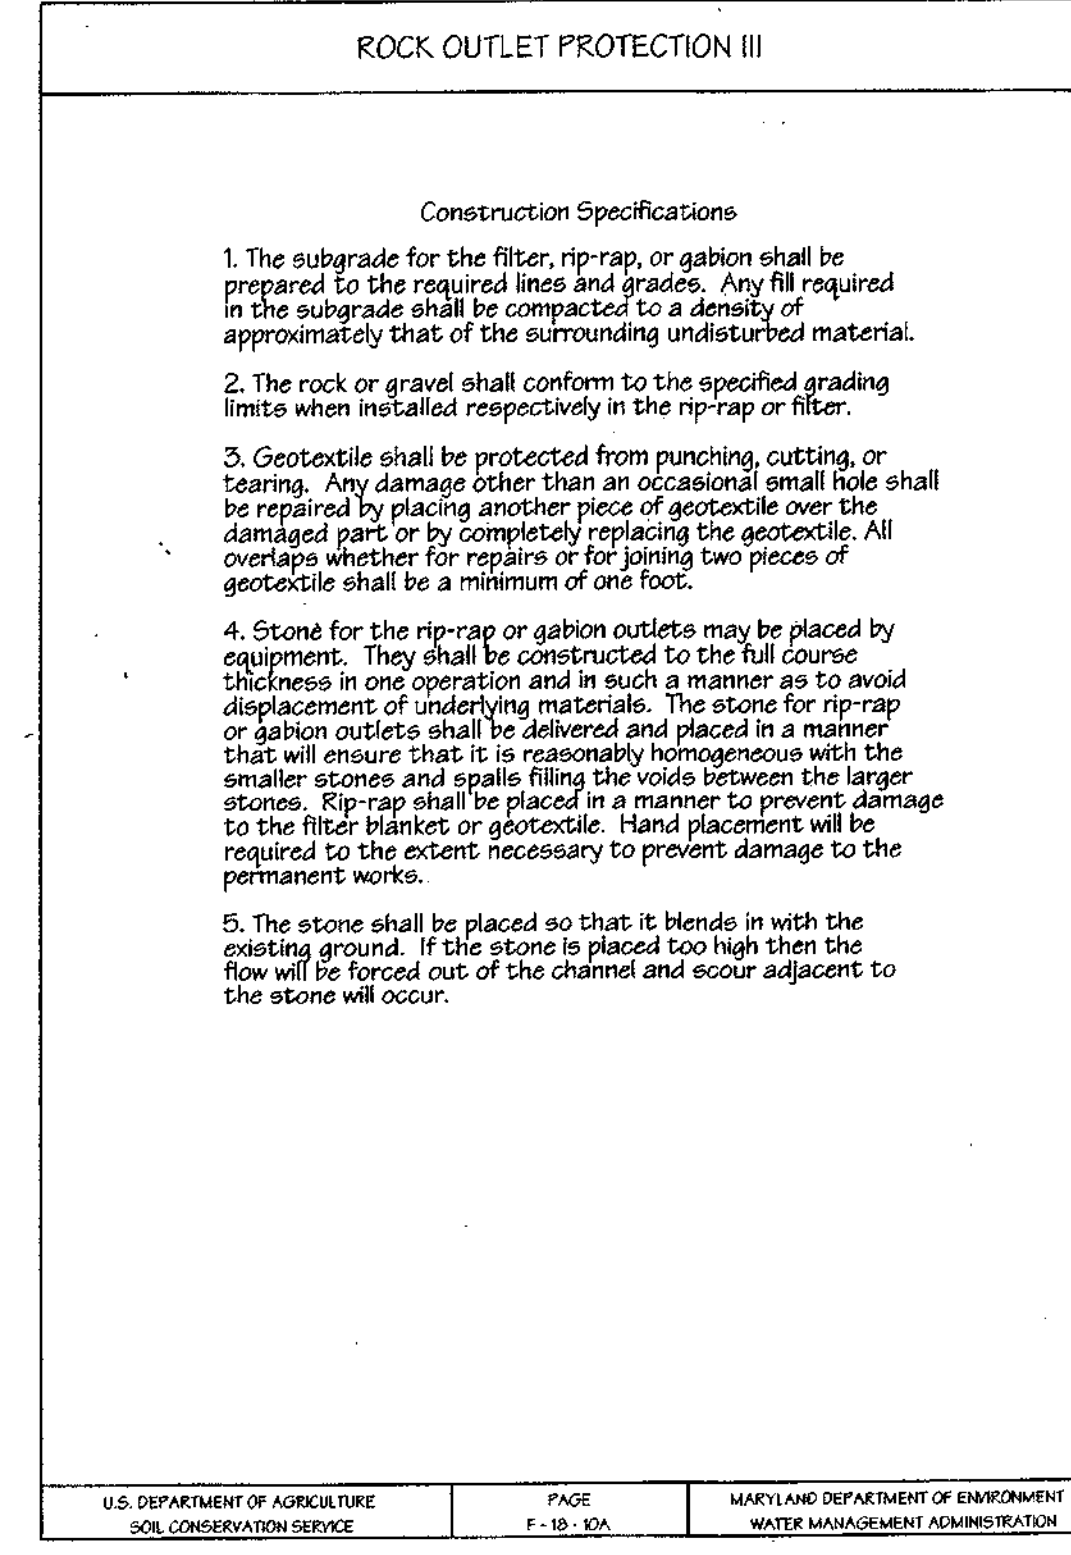 ROCK OUTLET PROTECTION III
Construction Specifications
1. The subgrade for the filter, rip-rap, or gabion shall be
prepared to the required lines and grades. Any fill required
in the subgrade shall be compacted to a density of
approximately that of the surrounding undisturbed material.
2. The rock or gravel shall conform to the specified grading
limits when installed respectively in the rip-rap or filter.
3. Geotextile shall be protected from punching, cutting, or
tearing. Any damage other than an occasional small hole shall
be repaired by placing another piece of geotextile over the
damaged part or by completely replacing the geotextile. All
overlaps whether for repairs or for joining two pieces of
geotextile shall be a minimum of one foot.
4. Stone for the rip-rap or gabion outlets may be placed by
equipment. They shall be constructed to the full course
thickness in one operation and in such a manner as to avoid
displacement of underlying materials. The stone for rip-rap
or gabion outlets shall be delivered and placed in a manner
that will ensure that it is reasonably homogeneous with the
smaller stones and spalls filling the voids between the larger
stones. Rip-rap shall be placed in a manner to prevent damage
to the filter blanket or geotextile. Hand placement will be
required to the extent necessary to prevent damage to the
permanent works.
5. The stone shall be placed so that it blends in with the
existing ground. If the stone is placed too high then the
flow will be forced out of the channel and scour adjacent to
the stone will occur.
U.S. DEPARTMENT OF AGRICULTURE
SOIL CONSERVATION SERVICE
PAGE
F - 18 - 10A
MARYLAND DEPARTMENT OF ENVIRONMENT
WATER MANAGEMENT ADMINISTRATION